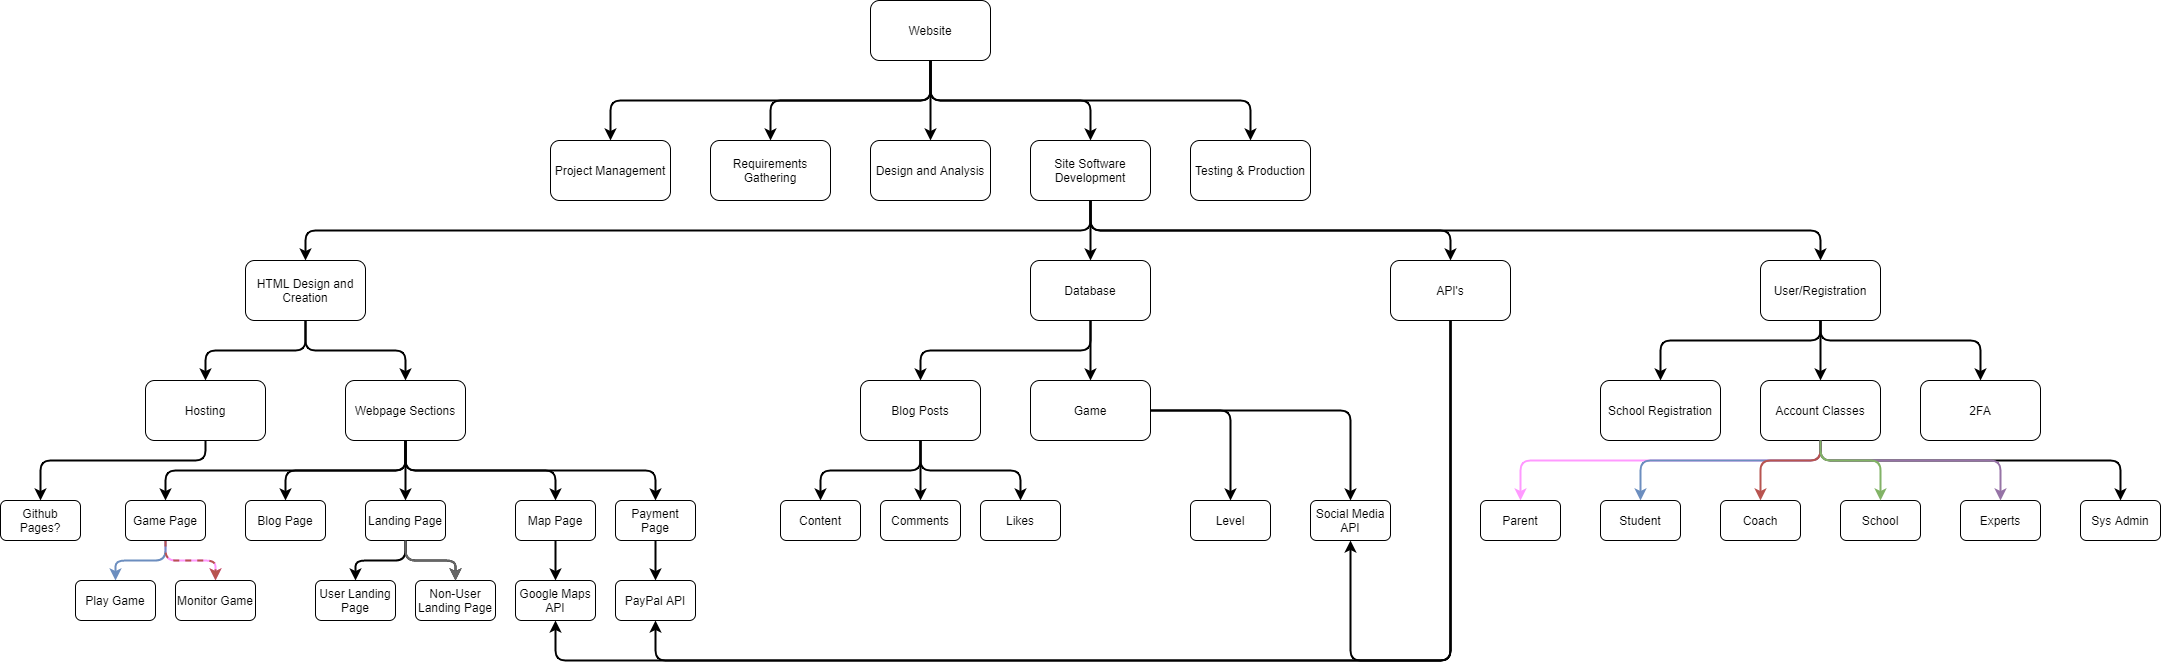 Website
Project Management
Requirements
Gathering
Design and Analysis
Site Software
Development
Testing & Production
HTML Design and
Creation
Database
API's
User/Registration
Hosting
Webpage Sections
Blog Posts
Game
School Registration
Account Classes
2FA
Github
Pages?
Game Page
Blog Page
Landing Page
Map Page
Payment
Page
Content
Comments
Likes
Level
Social Media
API
Parent
Student
Coach
School
Experts
Sys Admin
Play Game
Monitor Game
User Landing
Page
Non-User
Landing Page
Google Maps
API
PayPal API